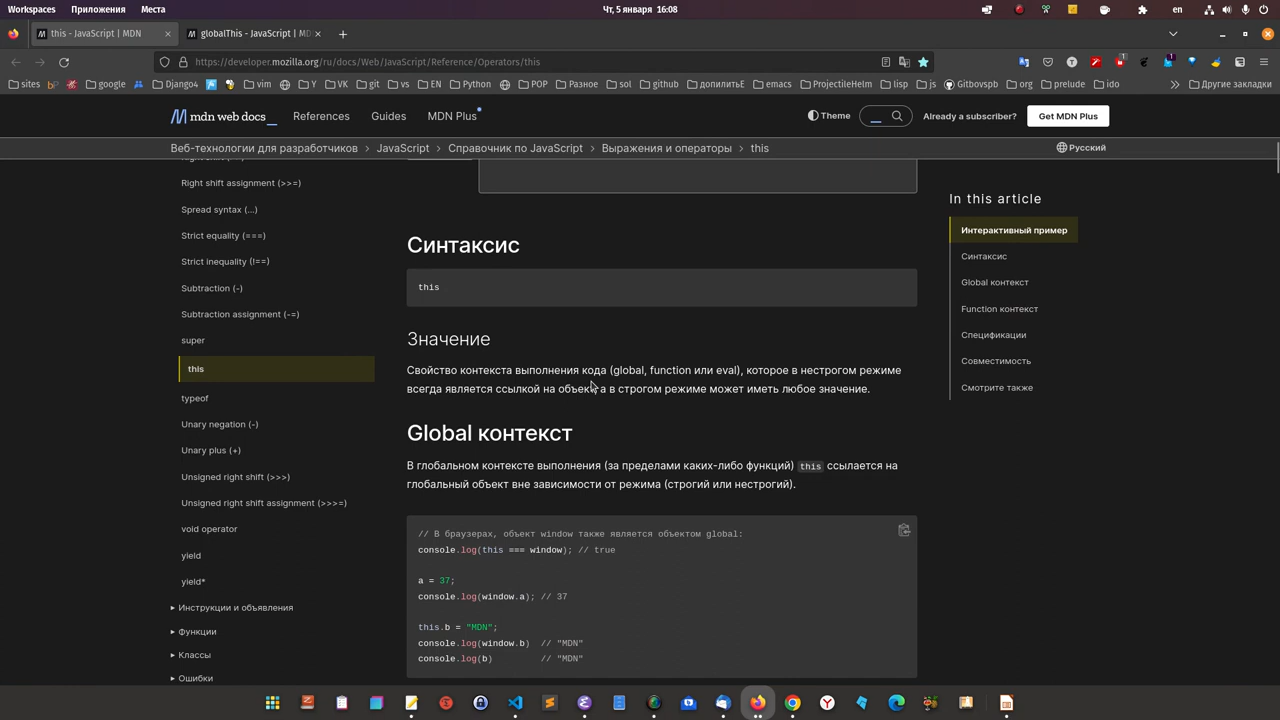 Workspaces Приложения Места
Чт, 5 января 16:08
en
this - JavaScript | MDN
globalThis - JavaScript | MD
https://developer.mozilla.org/ru/docs/Web/JavaScript/Reference/Operators/this
sites
google
Django4
vim
Y
VK
git
vs
EN
Python
POP
Разное
sol
github
допилитьЕ
emacs
ProjectileHelm
lisp
js
Gitbovspb
org
prelude
ido
Другие закладки
mdn web docs_
References
Guides
MDN Plus
Theme
Already a subscriber?
Get MDN Plus
Веб-технологии для разработчиков > JavaScript > Справочник по JavaScript > Выражения и операторы > this
Русский
Right shift assignment (>>=)
Spread syntax (...)
Strict equality (===)
Strict inequality (!==)
Subtraction (-)
Subtraction assignment (-=)
super
this
typeof
Unary negation (-)
Unary plus (+)
Unsigned right shift (>>>)
Unsigned right shift assignment (>>>=)
void operator
yield
yield*
Инструкции и объявления
Функции
Классы
Ошибки
Синтаксис
this
Значение
Свойство контекста выполнения кода (global, function или eval), которое в нестрогом режиме
всегда является ссылкой на объект, а в строгом режиме может иметь любое значение.
Global контекст
В глобальном контексте выполнения (за пределами каких-либо функций) this ссылается на
глобальный объект вне зависимости от режима (строгий или нестрогий).
// В браузерах, объект window также является объектом global:
console.log(this === window); // true
a = 37;
console.log(window.a); // 37
this.b = "MDN";
console.log(window.b) // "MDN"
console.log(b) // "MDN"
In this article
Интерактивный пример
Синтаксис
Global контекст
Function контекст
Спецификации
Совместимость
Смотрите также